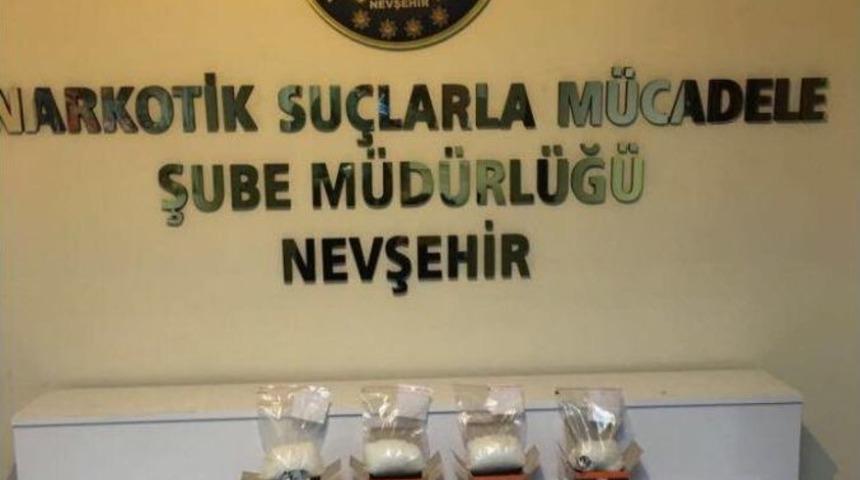 NEVŞEHİR
NARKOTİK SUÇLARLA MÜCADELE
ŞUBE MÜDÜRLÜĞÜ
NEVŞEHİR